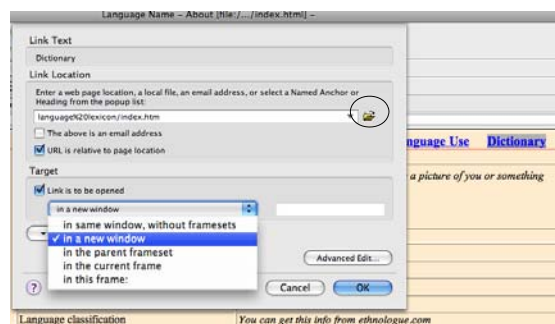 Language Name – About [file:/.../index.html] –
Link Text
Dictionary
Link Location
Enter a web page location, a local file, an email address, or select a Named Anchor or
Heading from the popup list:
language%20lexicon/index.htm
The above is an email address
URL is relative to page location
Target
Link is to be opened
in a new window
in same window, without framesets
✓ in a new window
in the parent frameset
in the current frame
in this frame:
Advanced Edit...
?
Cancel
OK
nguage Use Dictionary
a picture of you or something
Language classification
You can get this info from ethnologue.com